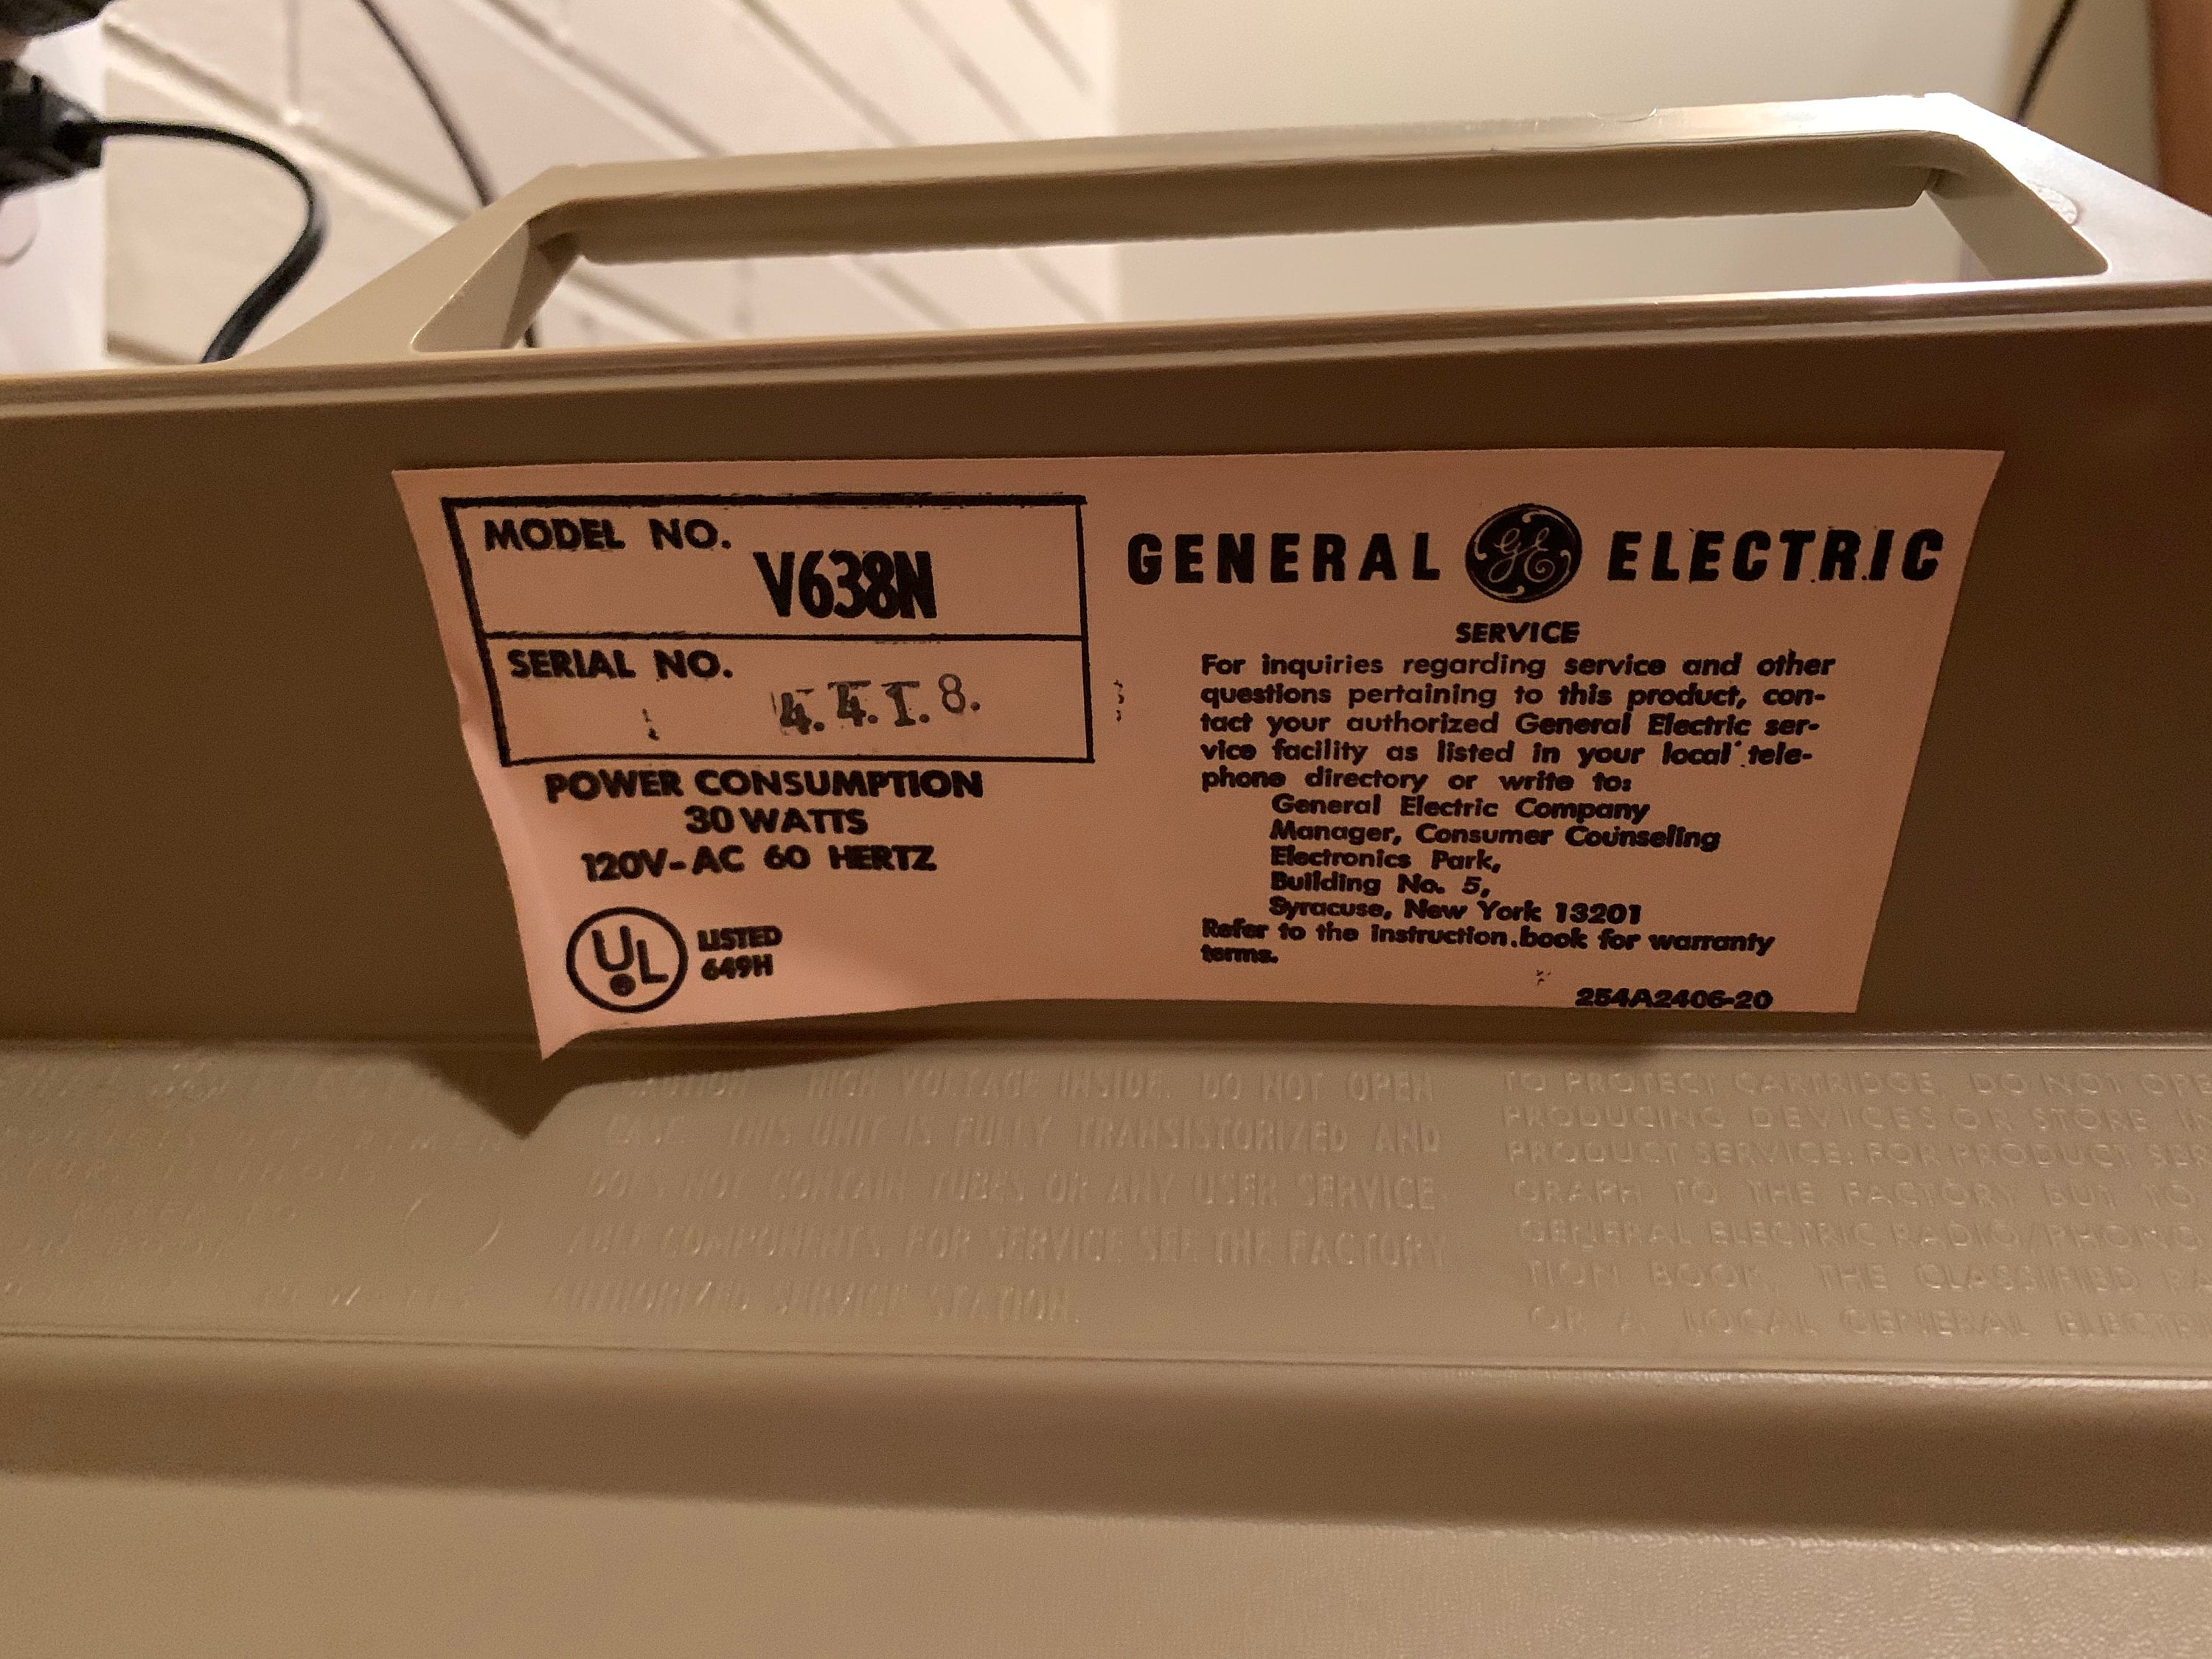 MODEL NO.
V638N
SERIAL NO.
4.4.1.8.
POWER CONSUMPTION
30 WATTS
120V-AC 60 HERTZ
UL
LISTED
649H
GENERAL GE ELECTRIC
SERVICE
For inquiries regarding service and other
questions pertaining to this product, con-
tact your authorized General Electric ser-
vice facility as listed in your local tele-
phone directory or write to:
General Electric Company
Manager, Consumer Counseling
Electronics Park,
Building No. 5,
Syracuse, New York 13201
Refer to the instruction book for warranty
terms.
254A2406-20
HIGH VOLTAGE INSIDE. DO NOT OPEN
CASE. THIS UNIT IS FULLY TRANSISTORIZED AND
DOES NOT CONTAIN TUBES OR ANY USER SERVICE
ABLE COMPONENTS. FOR SERVICE SEE THE FACTORY
AUTHORIZED SERVICE STATION.
TO PROTECT CARTRIDGE, DO NOT
PRODUCING DEVICES OR STORE
PRODUCT SERVICE: FOR PRODUCT
GRAPH TO THE FACTORY BUT TO
GENERAL ELECTRIC RADIO/PHONO
TION BOOK, THE CLASSIFIED
OR A LOCAL GENERAL